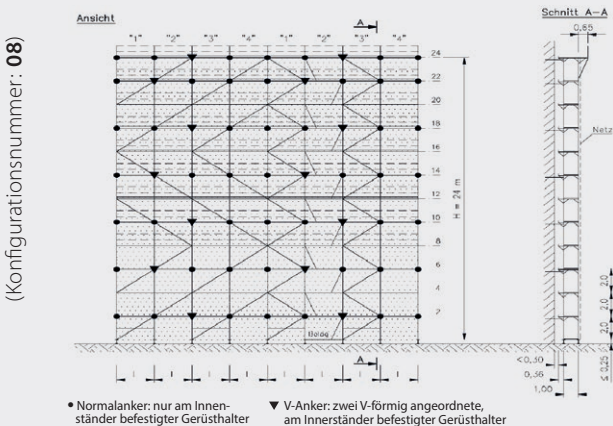 (Konfigurationsnummer: 08)
Ansicht
Schnitt A-A
A
"1" "2" "3" "4" "1" "2" "3" "4"
0,65
24
22
20
18
16
14
12
10
8
6
4
2
H = 24 m
Netz
2,0
2,0
2,0
≤ 0,25
A
l l l l l l l
<0,30
0,36
1,00
• Normalanker: nur am Innen-
ständer befestigter Gerüsthalter
▼ V-Anker: zwei V-förmig angeordnete,
am Innerständer befestigter Gerüsthalter